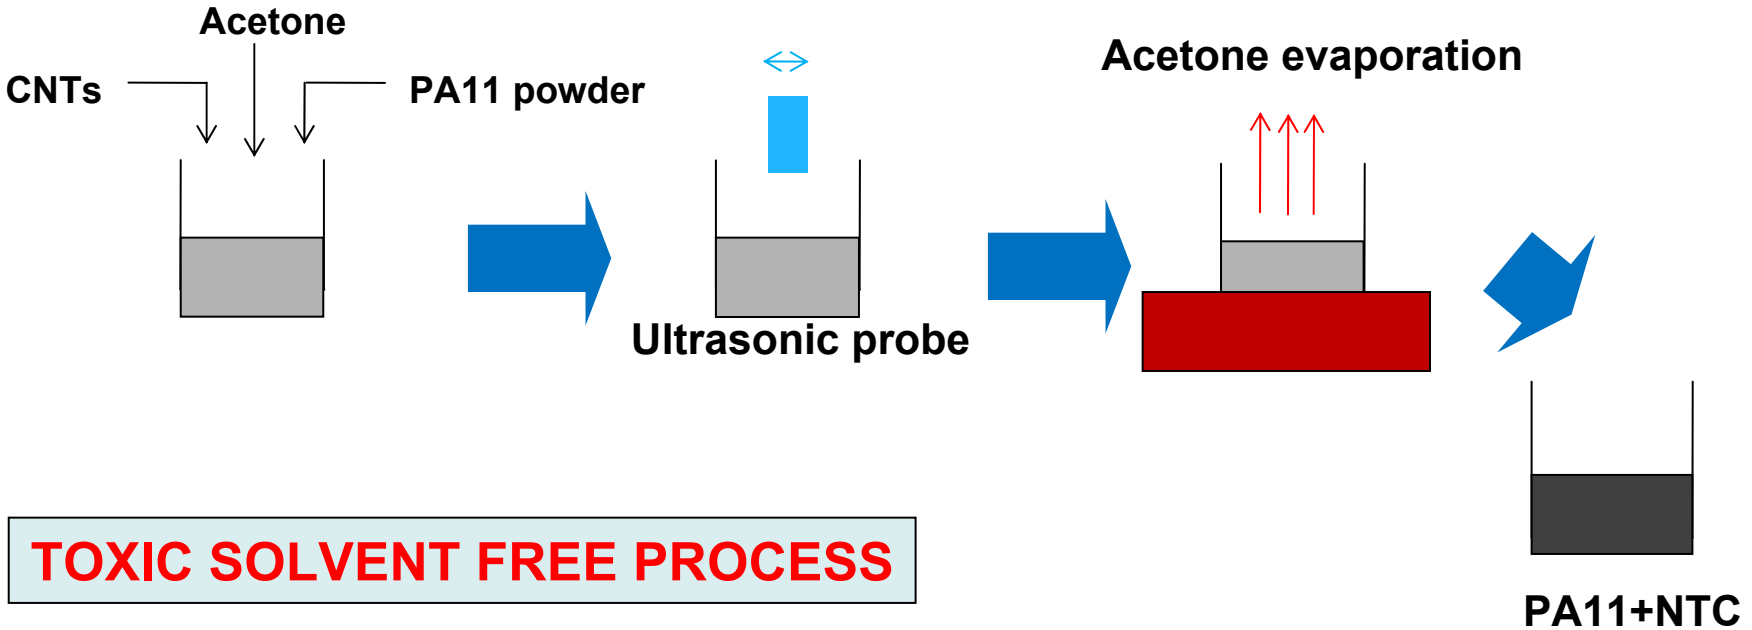 Acetone
CNTs
PA11 powder
Ultrasonic probe
Acetone evaporation
PA11+NTC
TOXIC SOLVENT FREE PROCESS